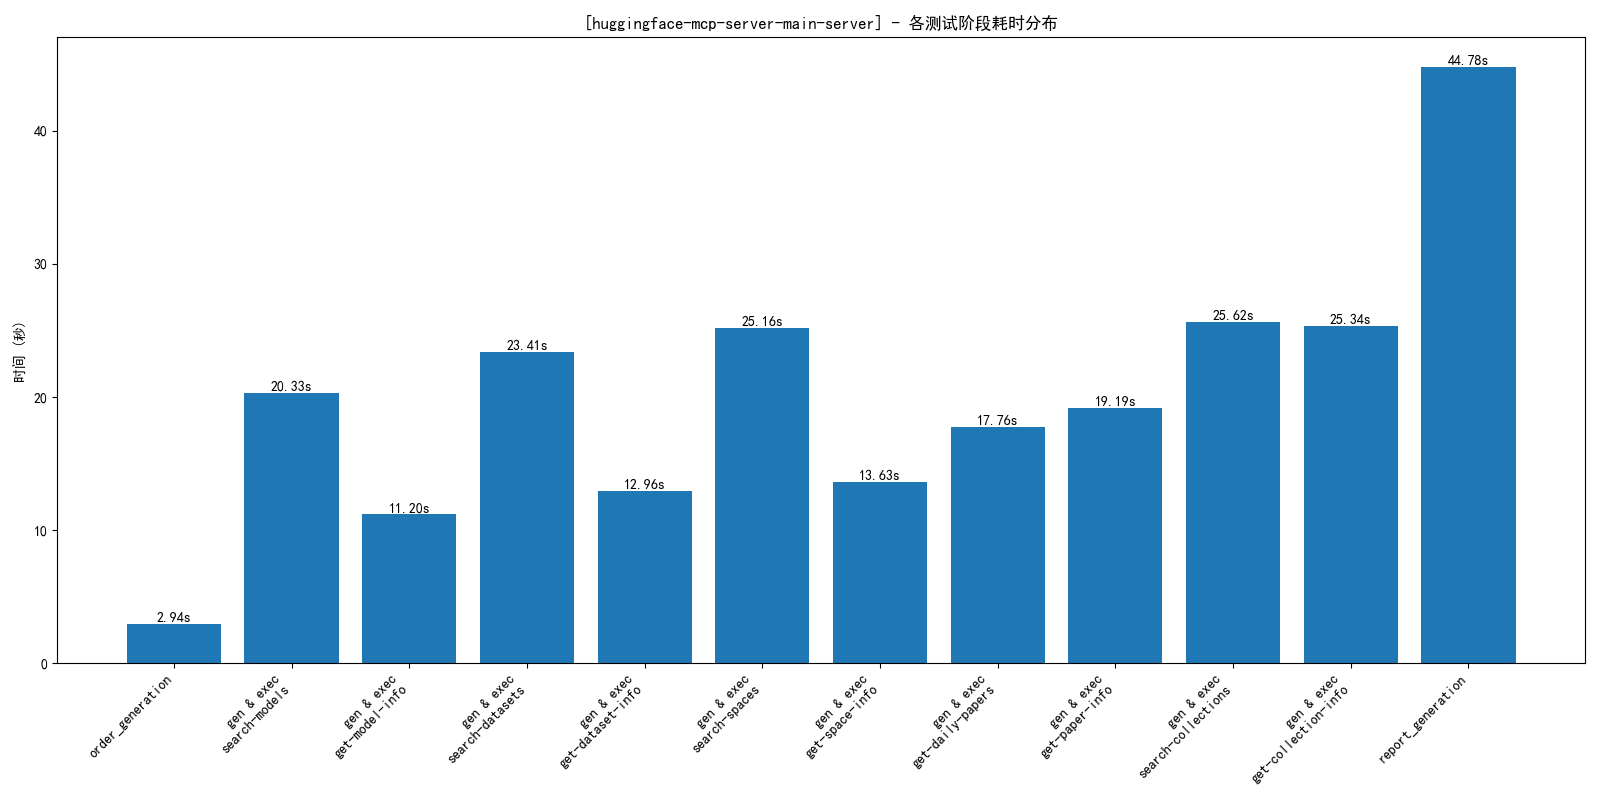 [huggingface-mcp-server-main-server] - 各测试阶段耗时分布
时间 (秒)
40
30
20
10
0
2.94s
20.33s
11.20s
23.41s
12.96s
25.16s
13.63s
17.76s
19.19s
25.62s
25.34s
44.78s
order_generation
gen & exec
search-models
gen & exec
get-model-info
gen & exec
search-datasets
gen & exec
get-dataset-info
gen & exec
search-spaces
gen & exec
get-space-info
gen & exec
get-daily-papers
gen & exec
get-paper-info
gen & exec
search-collections
gen & exec
get-collection-info
report_generation